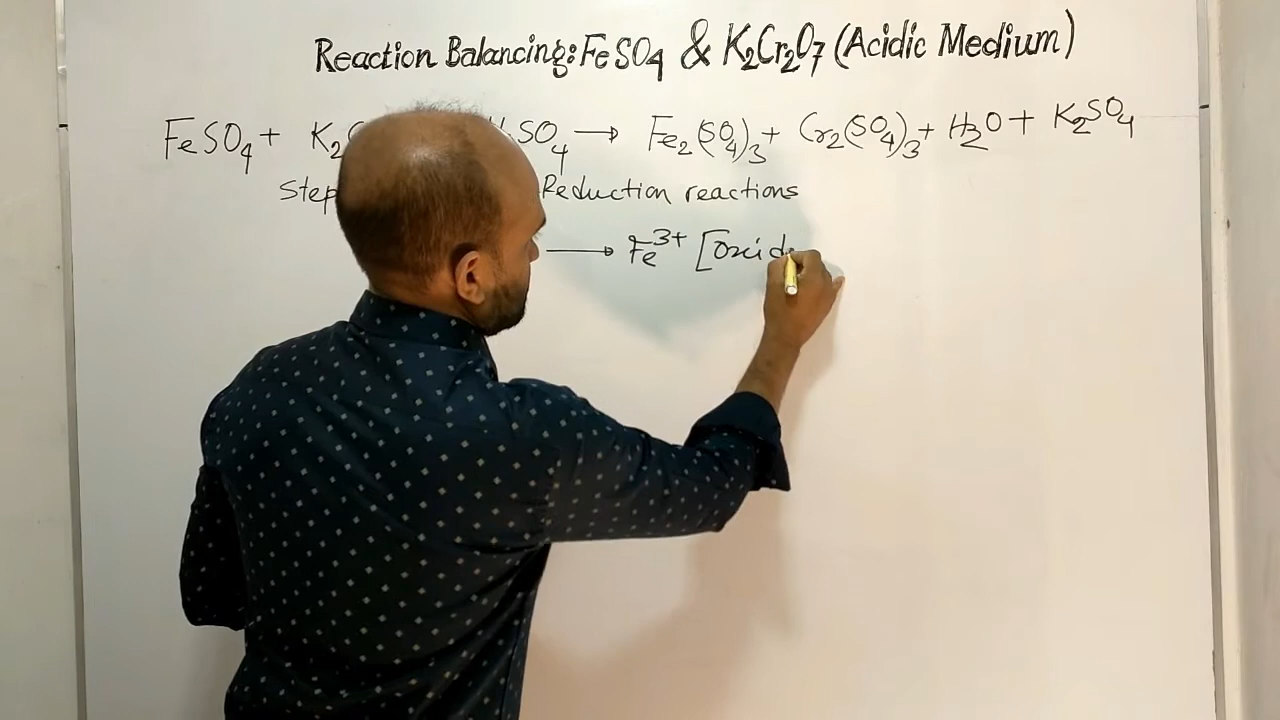 Reaction Balancing: FeSO4 & K2Cr2O7 (Acidic Medium)
FeSO4 + K2 SO4 → Fe2(SO4)3 + Cr2(SO4)3 + H2O + K2SO4
Step Reduction reactions
→ Fe3+ [Oxid